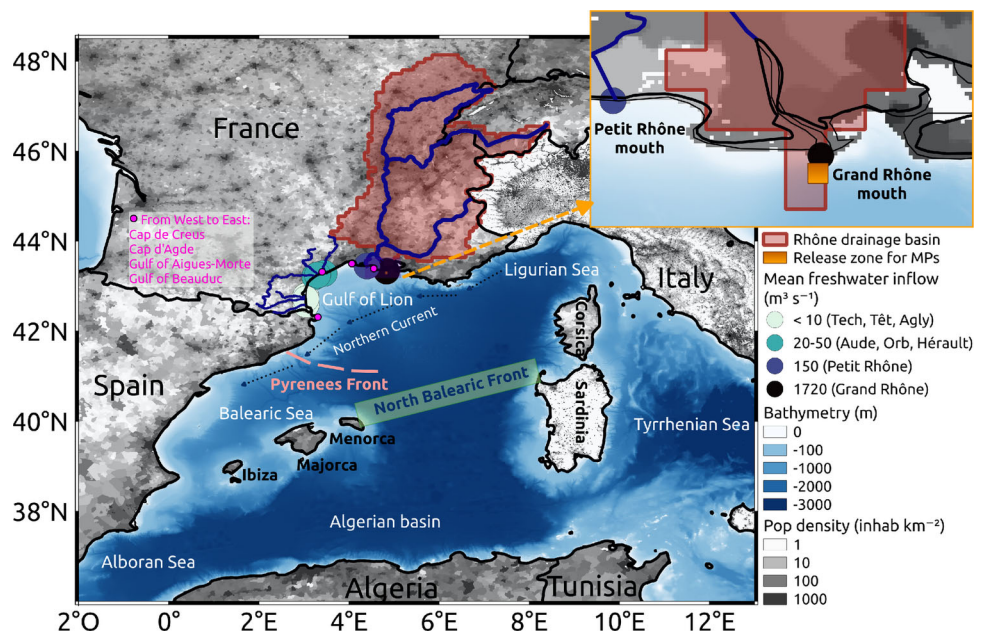 48°N
46°N
44°N
42°N
40°N
38°N
2°O
0°E
2°E
4°E
6°E
8°E
10°E
12°E
France
From West to East:
Cap de Creus
Cap d'Agde
Gulf of Aigues-Morte
Gulf of Beauduc
Gulf of Lion
Ligurian Sea
Northern Current
Italy
Corsica
Spain
Pyrenees Front
North Balearic Front
Balearic Sea
Sardinia
Tyrrhenian Sea
Menorca
Majorca
Ibiza
Algerian basin
Alboran Sea
Algeria
Tunisia
Petit Rhône
mouth
Grand Rhône
mouth
Rhône drainage basin
Release zone for MPs
Mean freshwater inflow
(m³ s⁻¹)
< 10 (Tech, Têt, Agly)
20-50 (Aude, Orb, Hérault)
150 (Petit Rhône)
1720 (Grand Rhône)
Bathymetry (m)
0
-100
-1000
-2000
-3000
Pop density (inhab km⁻²)
1
10
100
1000